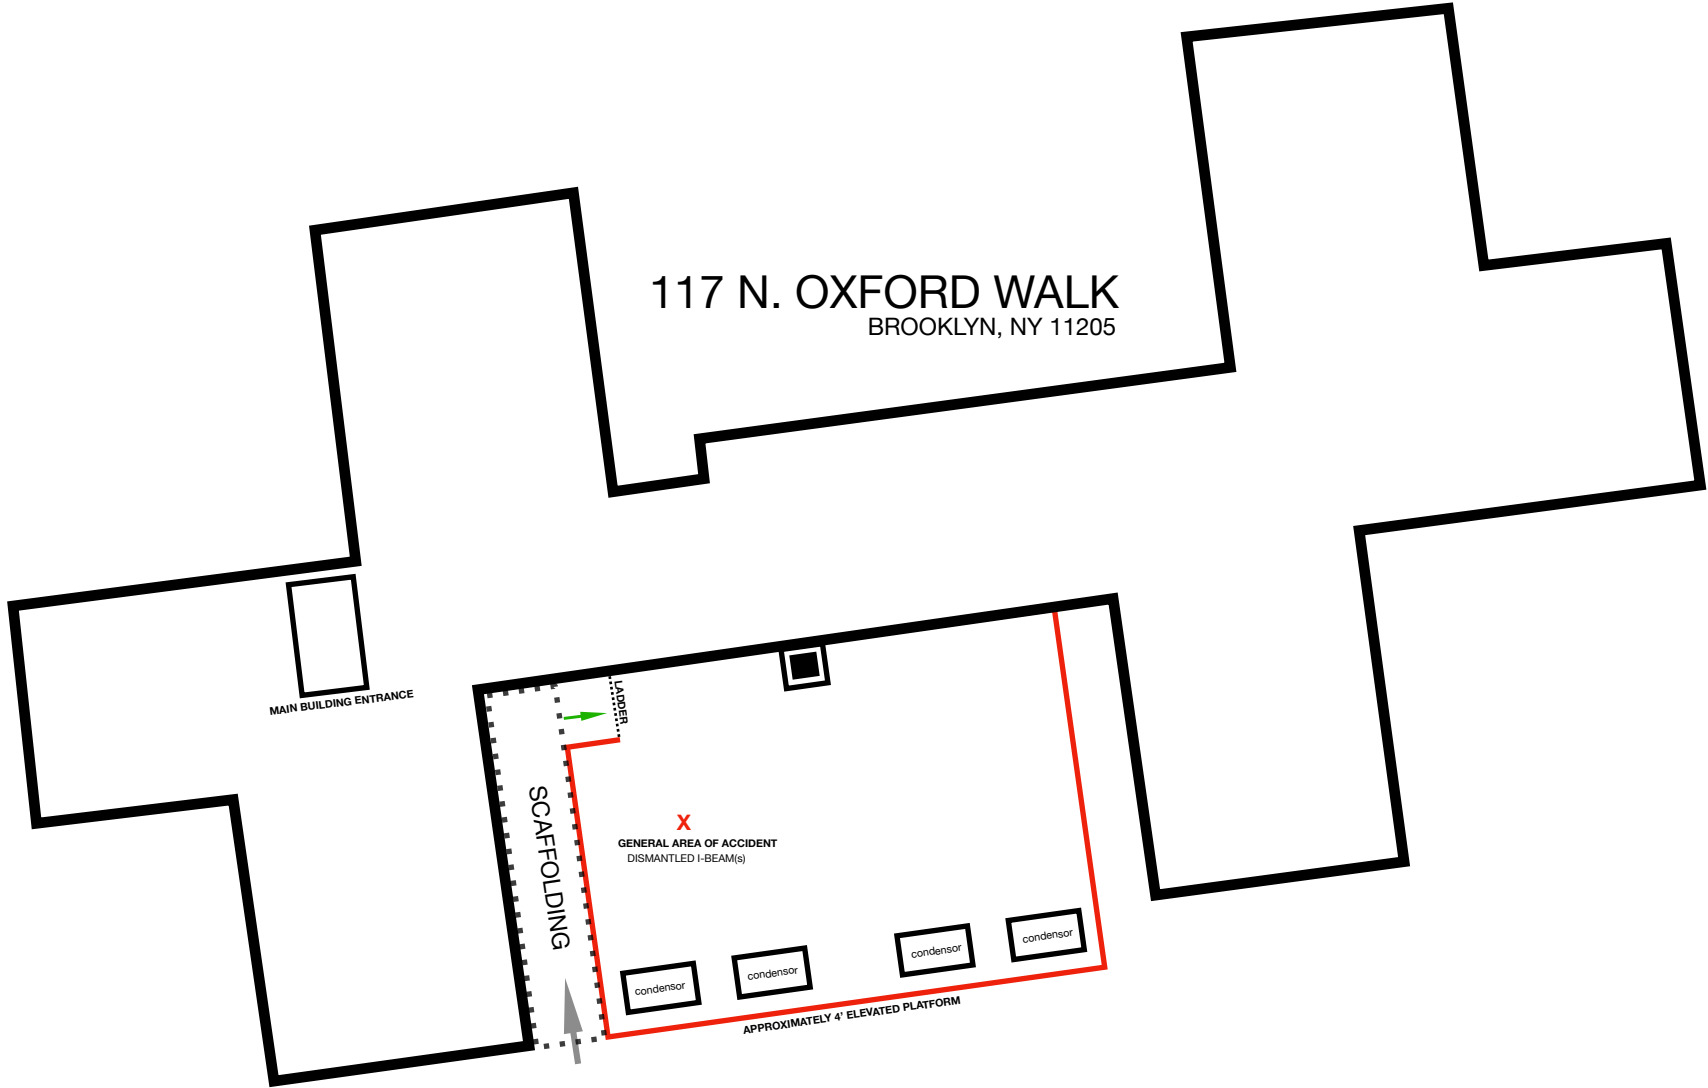 117 N. OXFORD WALK
BROOKLYN, NY 11205
MAIN BUILDING ENTRANCE
LADDER
SCAFFOLDING
X
GENERAL AREA OF ACCIDENT
DISMANTLED I-BEAM(s)
condensor
condensor
condensor
condensor
APPROXIMATELY 4' ELEVATED PLATFORM